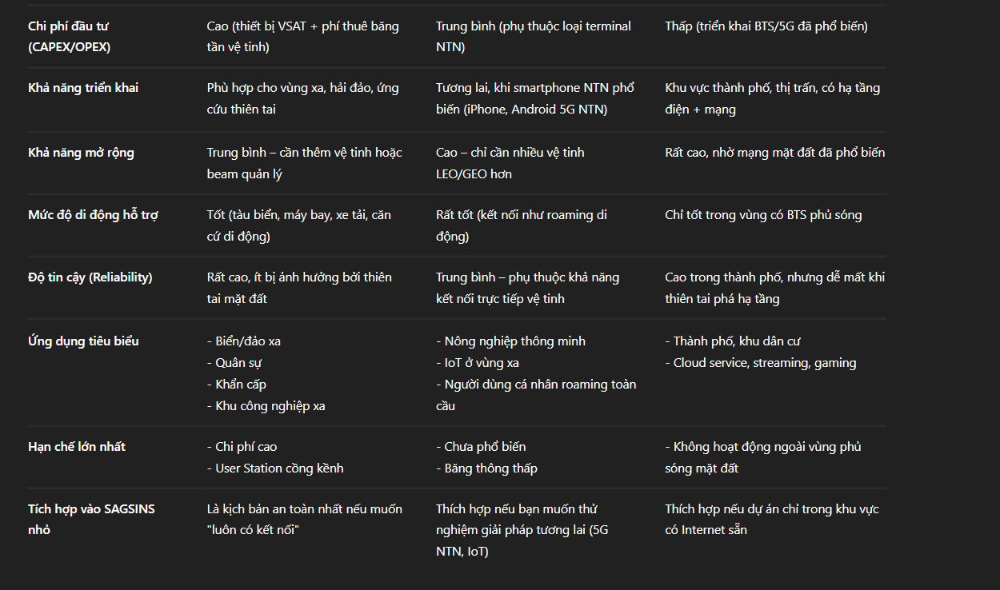 Chi phí đầu tư
(CAPEX/OPEX)
Cao (thiết bị VSAT + phí thuê băng
tần vệ tinh)
Trung bình (phụ thuộc loại terminal
NTN)
Thấp (triển khai BTS/5G đã phổ biến)
Khả năng triển khai
Phù hợp cho vùng xa, hải đảo, ứng
cứu thiên tai
Tương lai, khi smartphone NTN phổ
biến (iPhone, Android 5G NTN)
Khu vực thành phố, thị trấn, có hạ tầng
điện + mạng
Khả năng mở rộng
Trung bình – cần thêm vệ tinh hoặc
beam quản lý
Cao – chỉ cần nhiều vệ tinh
LEO/GEO hơn
Rất cao, nhờ mạng mặt đất đã phổ biến
Mức độ di động hỗ trợ
Tốt (tàu biển, máy bay, xe tải, căn
cứ di động)
Rất tốt (kết nối như roaming di
động)
Chỉ tốt trong vùng có BTS phủ sóng
Độ tin cậy (Reliability)
Rất cao, ít bị ảnh hưởng bởi thiên
tai mặt đất
Trung bình – phụ thuộc khả năng
kết nối trực tiếp vệ tinh
Cao trong thành phố, nhưng dễ mất khi
thiên tai phá hạ tầng
Ứng dụng tiêu biểu
- Biển/đảo xa
- Quân sự
- Khẩn cấp
- Khu công nghiệp xa
- Nông nghiệp thông minh
- IoT ở vùng xa
- Người dùng cá nhân roaming toàn
cầu
- Thành phố, khu dân cư
- Cloud service, streaming, gaming
Hạn chế lớn nhất
- Chi phí cao
- User Station cồng kềnh
- Chưa phổ biến
- Băng thông thấp
- Không hoạt động ngoài vùng phủ
sóng mặt đất
Tích hợp vào SAGSINS
nhỏ
Là kịch bản an toàn nhất nếu muốn
"luôn có kết nối"
Thích hợp nếu bạn muốn thử
nghiệm giải pháp tương lai (5G
NTN, IoT)
Thích hợp nếu dự án chỉ trong khu vực
có Internet sẵn